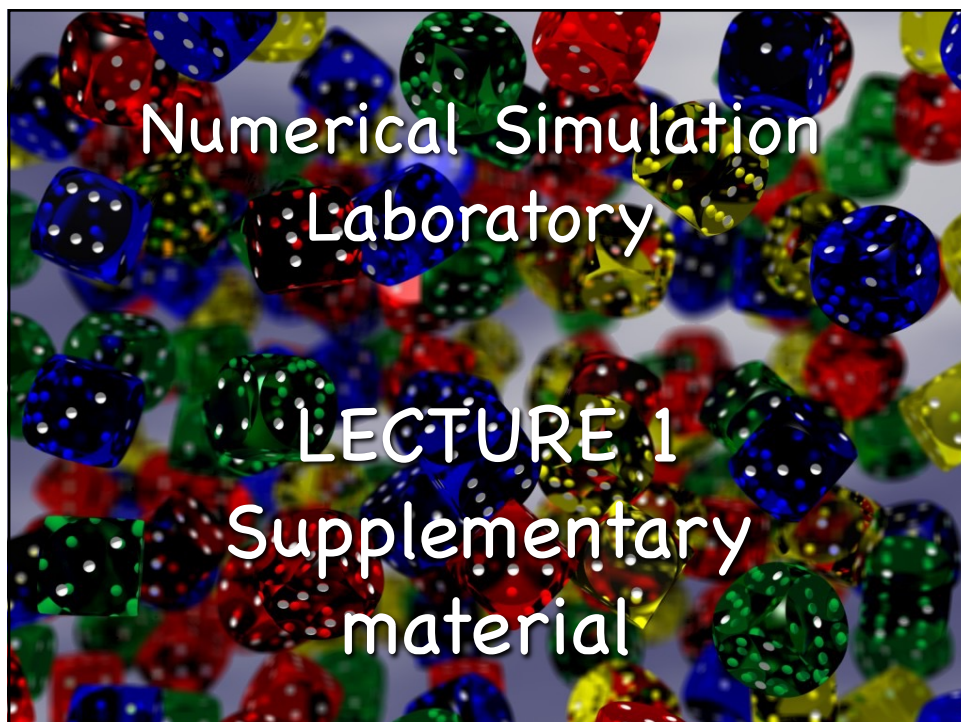 Numerical Simulation
Laboratory
LECTURE 1
Supplementary
material